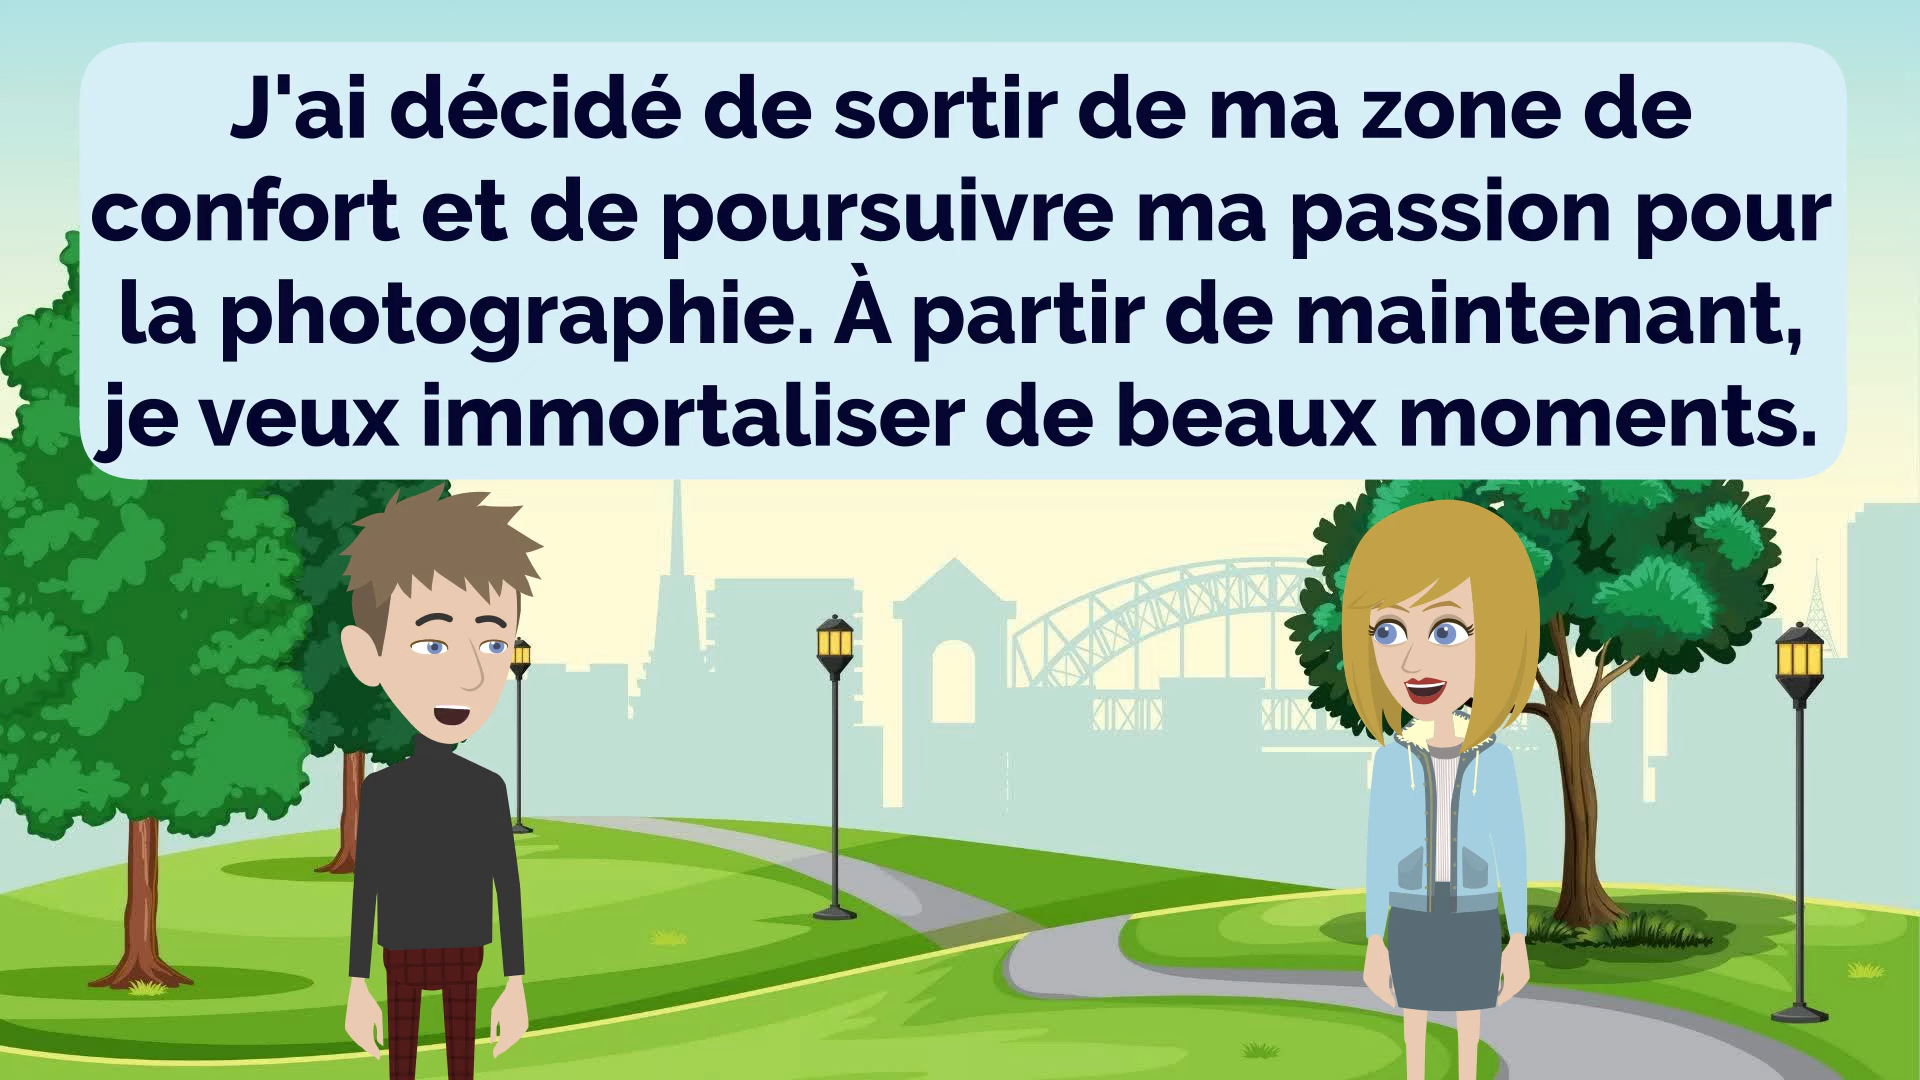 J'ai décidé de sortir de ma zone de
confort et de poursuivre ma passion pour
la photographie. À partir de maintenant,
je veux immortaliser de beaux moments.